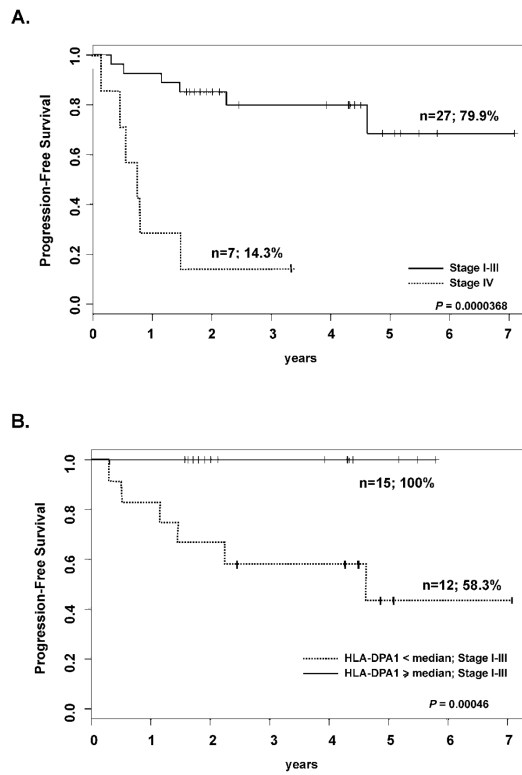 A.
Progression-Free Survival
1.0
0.8
0.6
0.4
0.2
0.0
n=27; 79.9%
n=7; 14.3%
Stage I-III
Stage IV
P = 0.0000368
0 1 2 3 4 5 6 7
years
B.
Progression-Free Survival
1.0
0.8
0.6
0.4
0.2
0.0
n=15; 100%
n=12; 58.3%
HLA-DPA1 < median; Stage I-III
HLA-DPA1 ⩾ median; Stage I-III
P = 0.00046
0 1 2 3 4 5 6 7
years